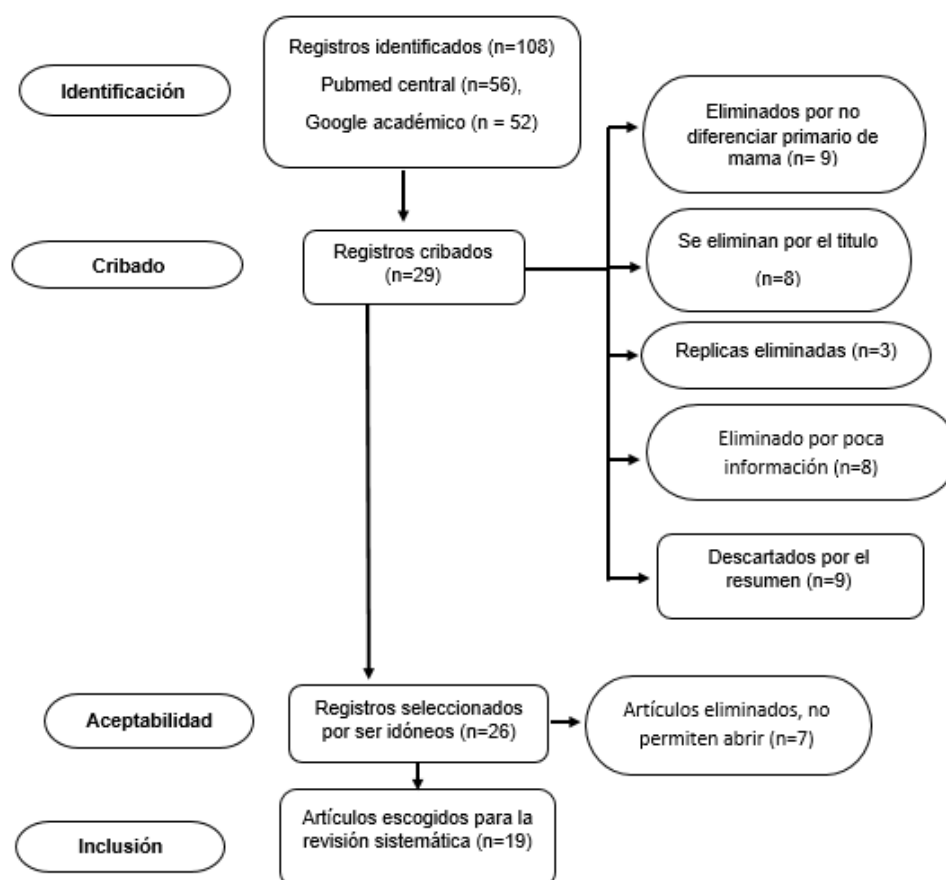 Registros identificados (n=108)
Pubmed central (n=56),
Google académico (n = 52)
Identificación
Eliminados por no
diferenciar primario de
mama (n= 9)
Cribado
Registros cribados
(n=29)
Se eliminan por el titulo
(n=8)
Replicas eliminadas (n=3)
Eliminado por poca
información (n=8)
Descartados por el
resumen (n=9)
Aceptabilidad
Registros seleccionados
por ser idóneos (n=26)
Artículos eliminados, no
permiten abrir (n=7)
Inclusión
Artículos escogidos para la
revisión sistemática
(n=19)